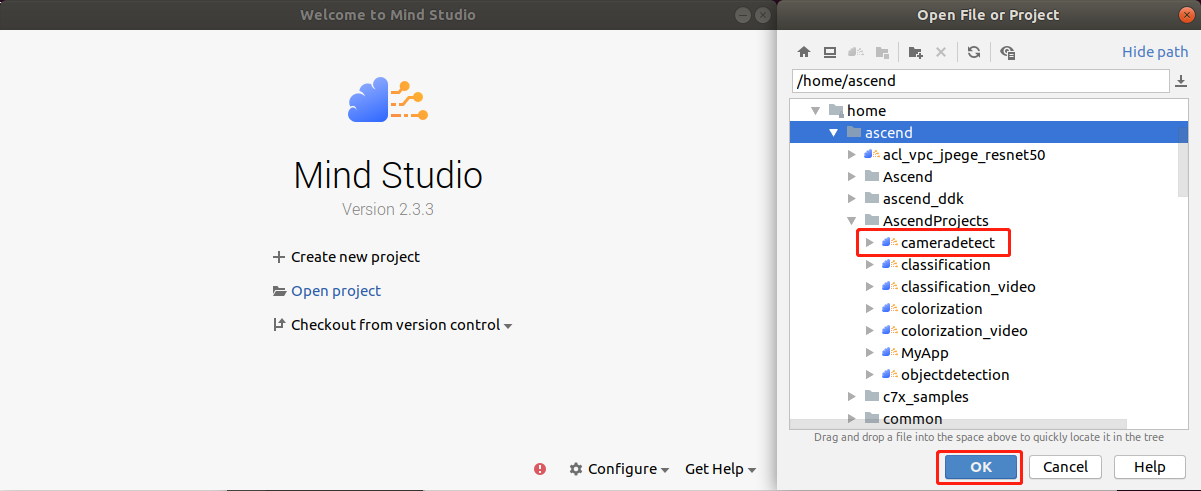 Welcome to Mind Studio
Mind Studio
Version 2.3.3
Create new project
Open project
Checkout from version control
Configure
Get Help
Open File or Project
Hide path
/home/ascend
home
ascend
acl_vpc_jpege_resnet50
Ascend
ascend_ddk
AscendProjects
cameradetect
classification
classification_video
colorization
colorization_video
MyApp
objectdetection
c7x_samples
common
Drag and drop a file into the space above to quickly locate it in the tree
OK
Cancel
Help